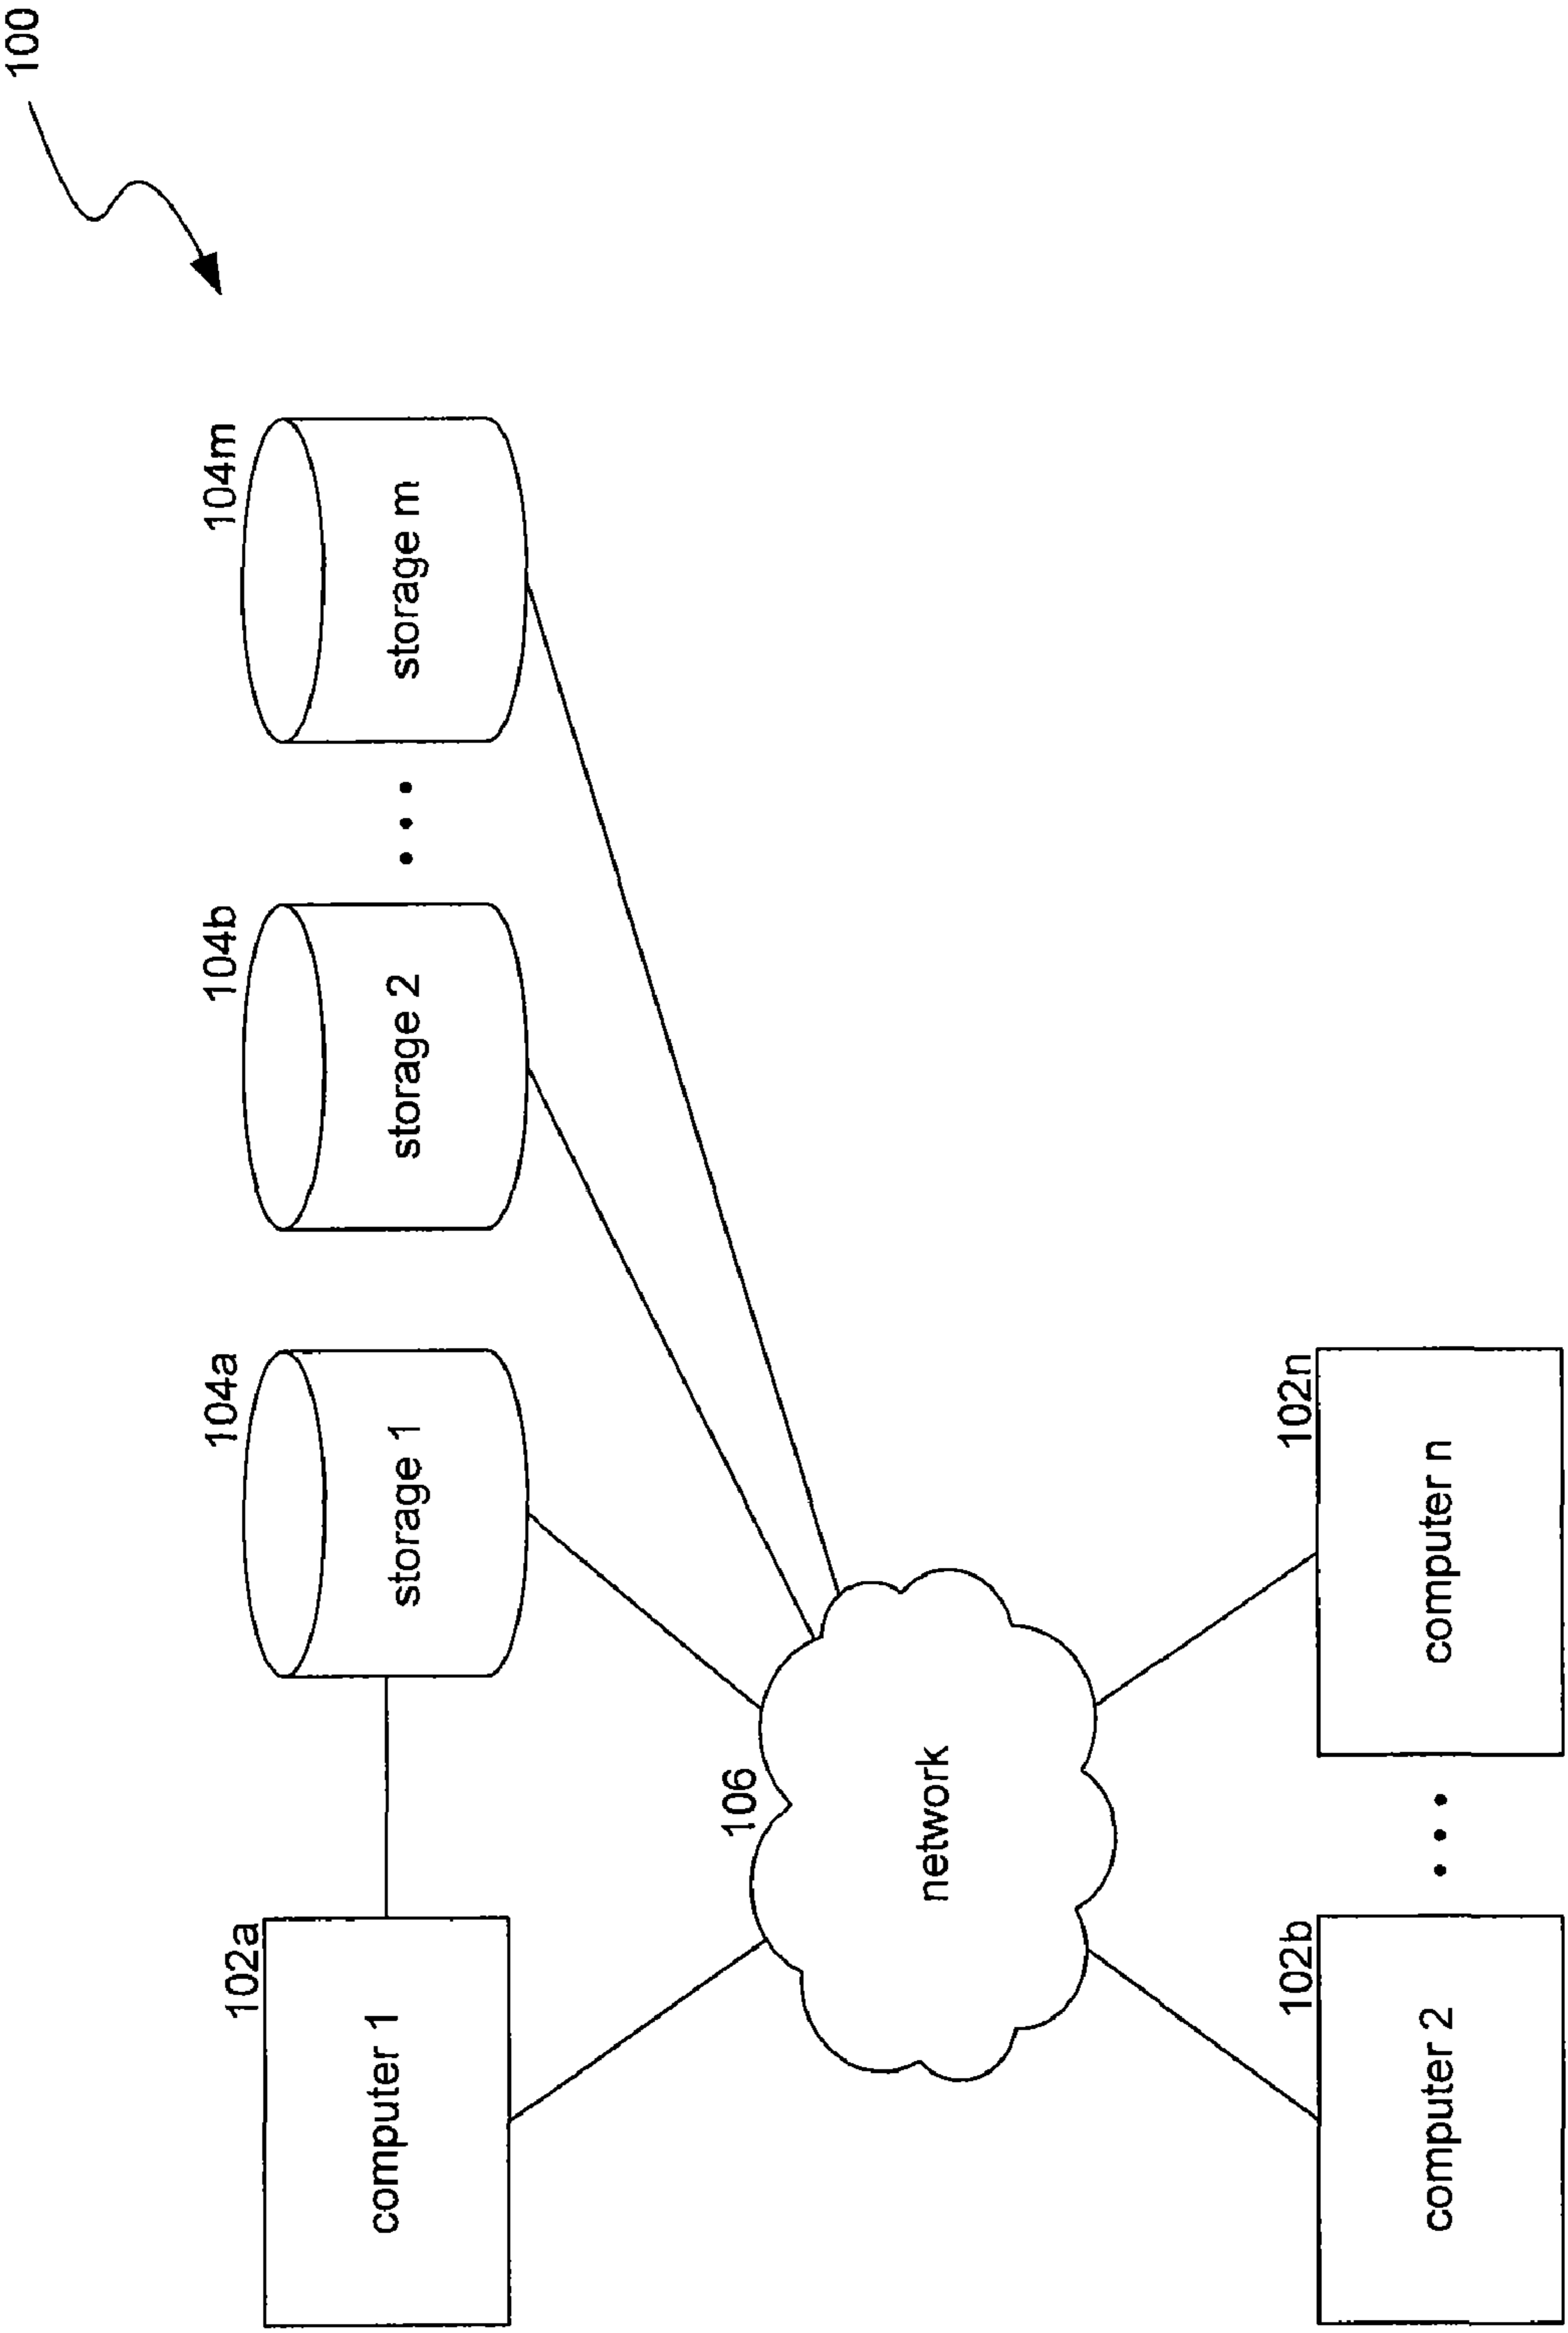 100
104a
104b
104m
102a
computer 1
storage 1
storage 2
• • •
storage m
106
network
102b
102n
computer 2
• • •
computer n